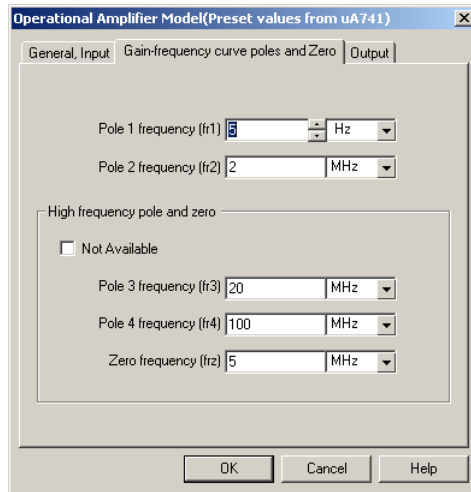 Operational Amplifier Model(Preset values from uA741)
General, Input Gain-frequency curve poles and Zero Output
Pole 1 frequency (fr1) 5 Hz
Pole 2 frequency (fr2) 2 MHz
High frequency pole and zero
Not Available
Pole 3 frequency (fr3) 20 MHz
Pole 4 frequency (fr4) 100 MHz
Zero frequency (frz) 5 MHz
OK Cancel Help